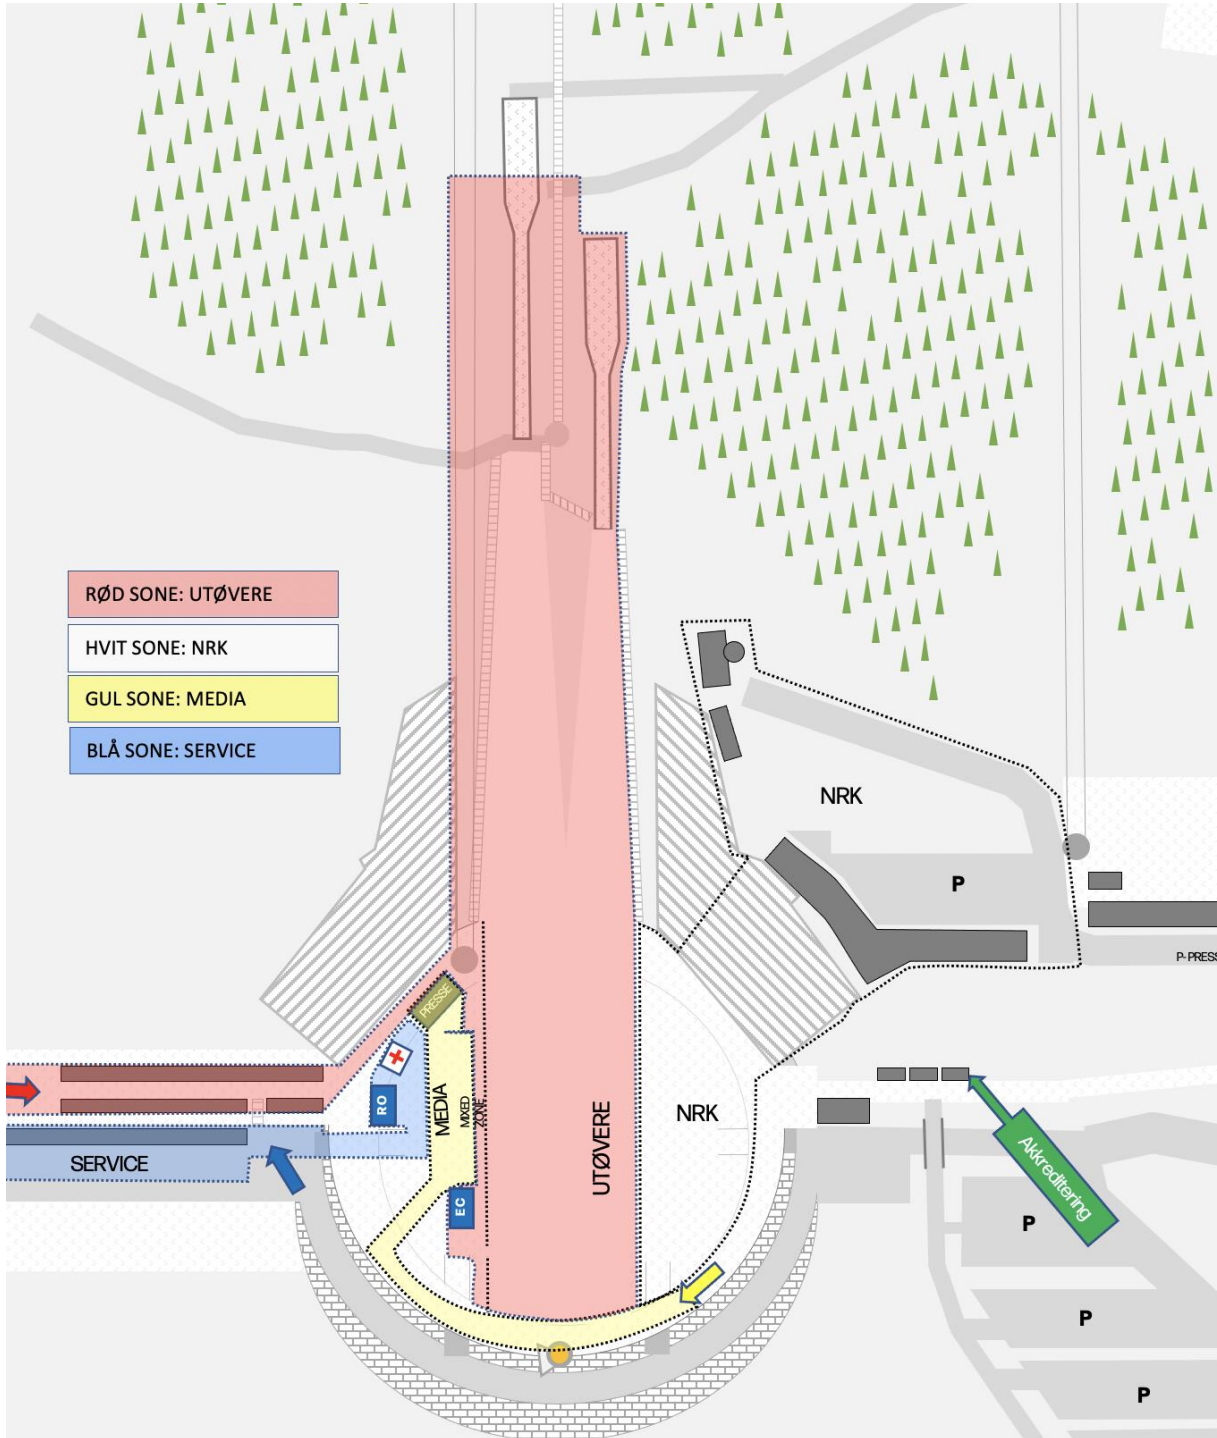 RØD SONE: UTØVERE
HVIT SONE: NRK
GUL SONE: MEDIA
BLÅ SONE: SERVICE
NRK
P
P-PRESS
PRESSE
RO
MEDIA
MIXED
ZONE
SERVICE
EC
UTØVERE
NRK
Akkreditering
P
P
P